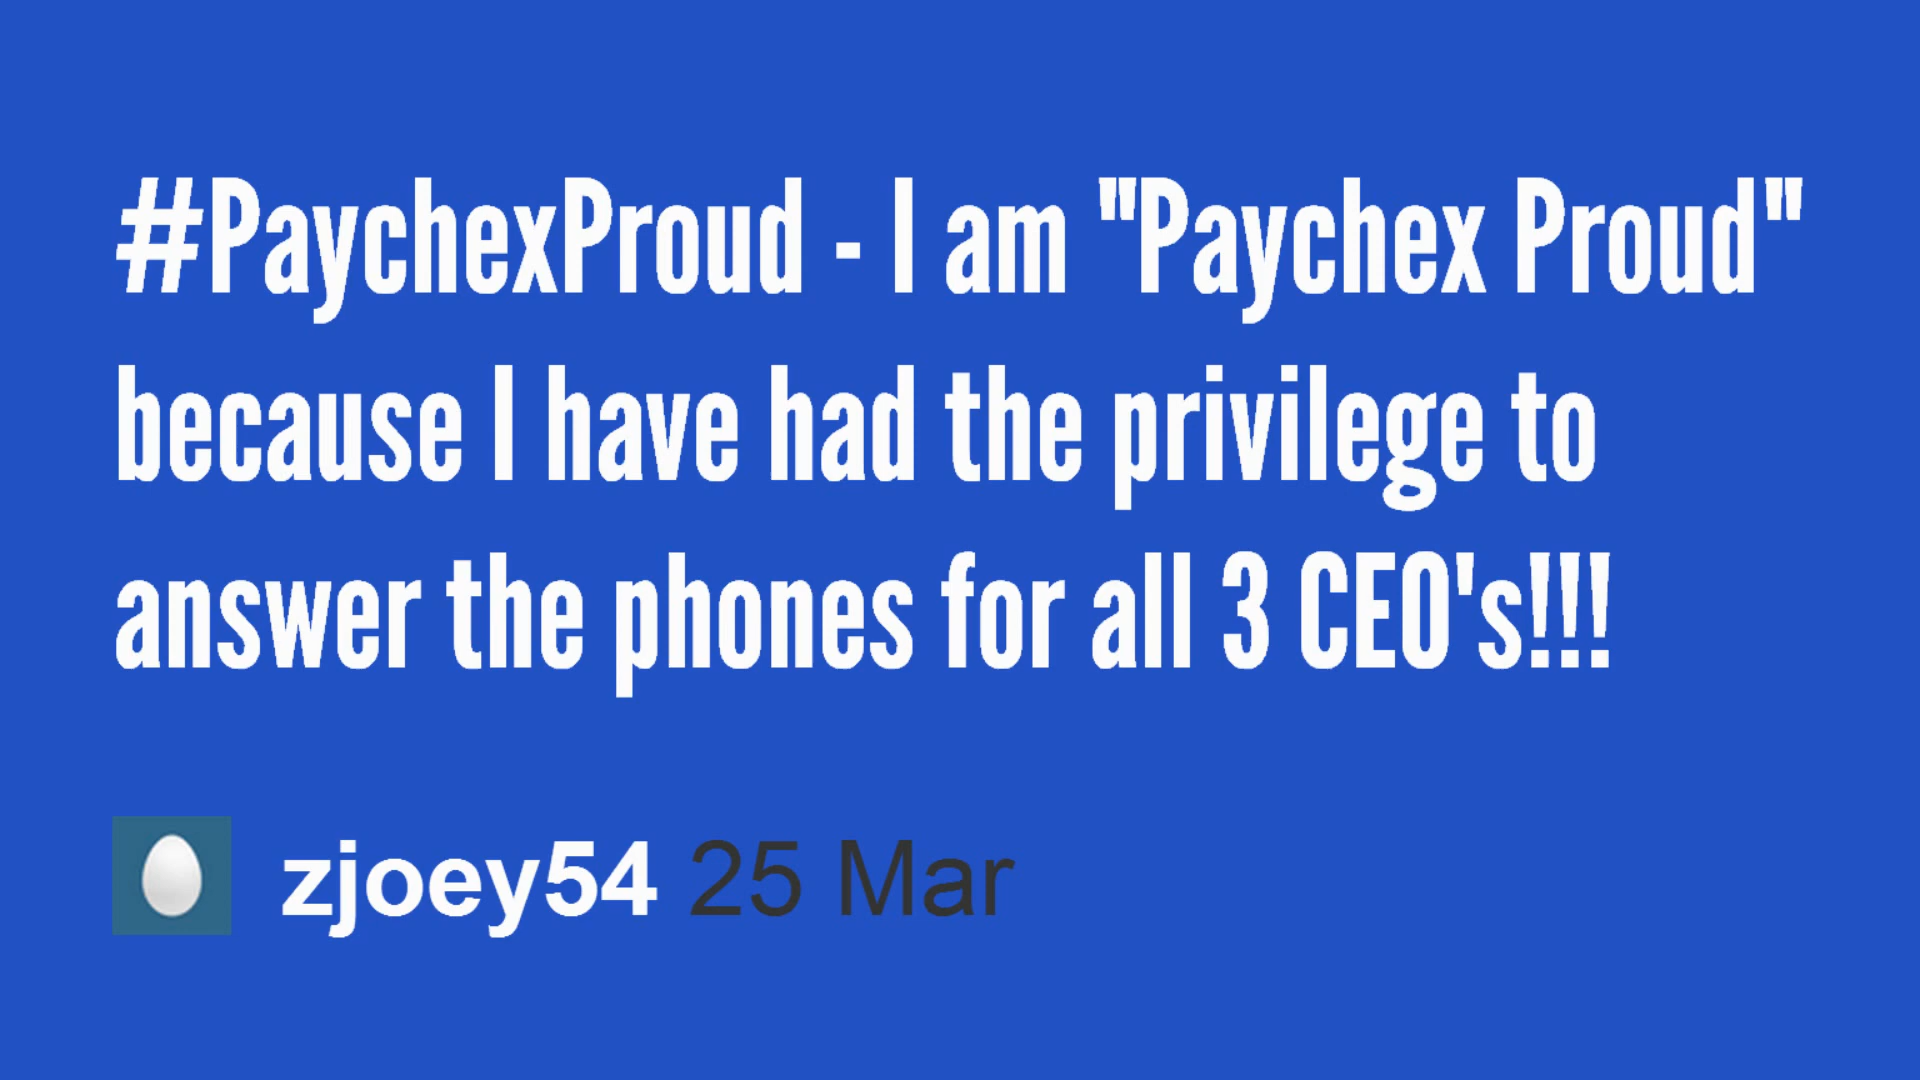 #PaychexProud - I am "Paychex Proud"
because I have had the privilege to
answer the phones for all 3 CEO's!!!
zjoey54 25 Mar